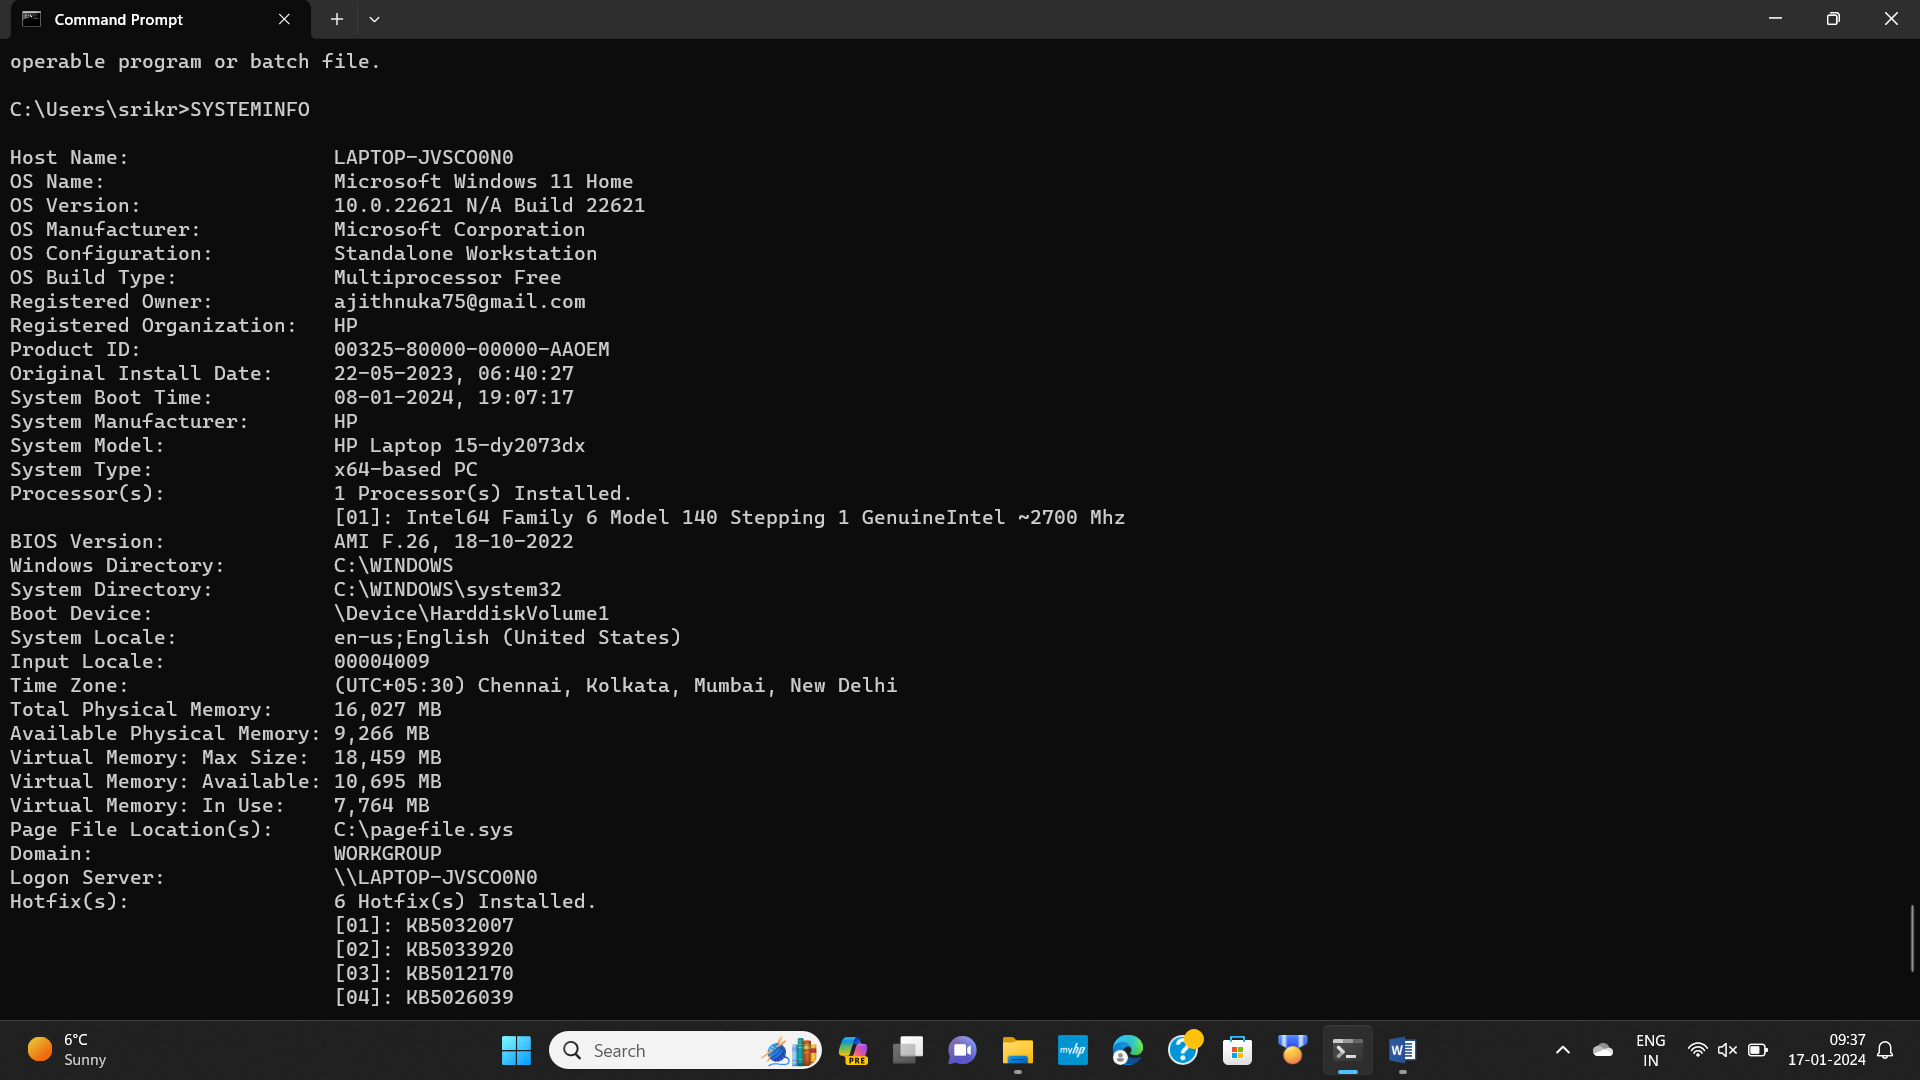 Command Prompt
operable program or batch file.
C:\Users\srikr>SYSTEMINFO
Host Name: LAPTOP-JVSCO0N0
OS Name: Microsoft Windows 11 Home
OS Version: 10.0.22621 N/A Build 22621
OS Manufacturer: Microsoft Corporation
OS Configuration: Standalone Workstation
OS Build Type: Multiprocessor Free
Registered Owner: ajithnuka75@gmail.com
Registered Organization: HP
Product ID: 00325-80000-00000-AAOEM
Original Install Date: 22-05-2023, 06:40:27
System Boot Time: 08-01-2024, 19:07:17
System Manufacturer: HP
System Model: HP Laptop 15-dy2073dx
System Type: x64-based PC
Processor(s): 1 Processor(s) Installed.
[01]: Intel64 Family 6 Model 140 Stepping 1 GenuineIntel ~2700 Mhz
BIOS Version: AMI F.26, 18-10-2022
Windows Directory: C:\WINDOWS
System Directory: C:\WINDOWS\system32
Boot Device: \Device\HarddiskVolume1
System Locale: en-us;English (United States)
Input Locale: 00004009
Time Zone: (UTC+05:30) Chennai, Kolkata, Mumbai, New Delhi
Total Physical Memory: 16,027 MB
Available Physical Memory: 9,266 MB
Virtual Memory: Max Size: 18,459 MB
Virtual Memory: Available: 10,695 MB
Virtual Memory: In Use: 7,764 MB
Page File Location(s): C:\pagefile.sys
Domain: WORKGROUP
Logon Server: \\LAPTOP-JVSCO0N0
Hotfix(s): 6 Hotfix(s) Installed.
[01]: KB5032007
[02]: KB5033920
[03]: KB5012170
[04]: KB5026039
6°C
Sunny
Search
PRE
myhp
W
ENG
IN
09:37
17-01-2024